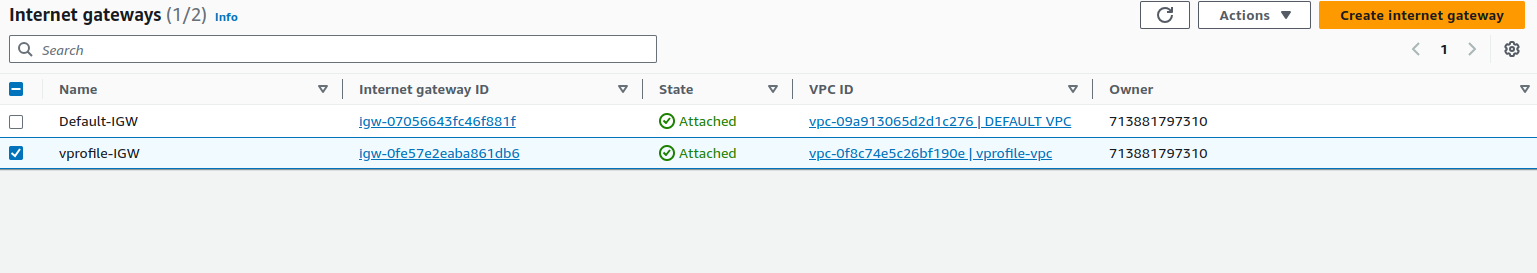 Internet gateways (1/2) Info
Actions
Create internet gateway
Search
1
Name Internet gateway ID State VPC ID Owner
Default-IGW igw-07056643fc46f881f Attached vpc-09a913065d2d1c276 | DEFAULT VPC 713881797310
vprofile-IGW igw-0fe57e2eaba861db6 Attached vpc-0f8c74e5c26bf190e | vprofile-vpc 713881797310